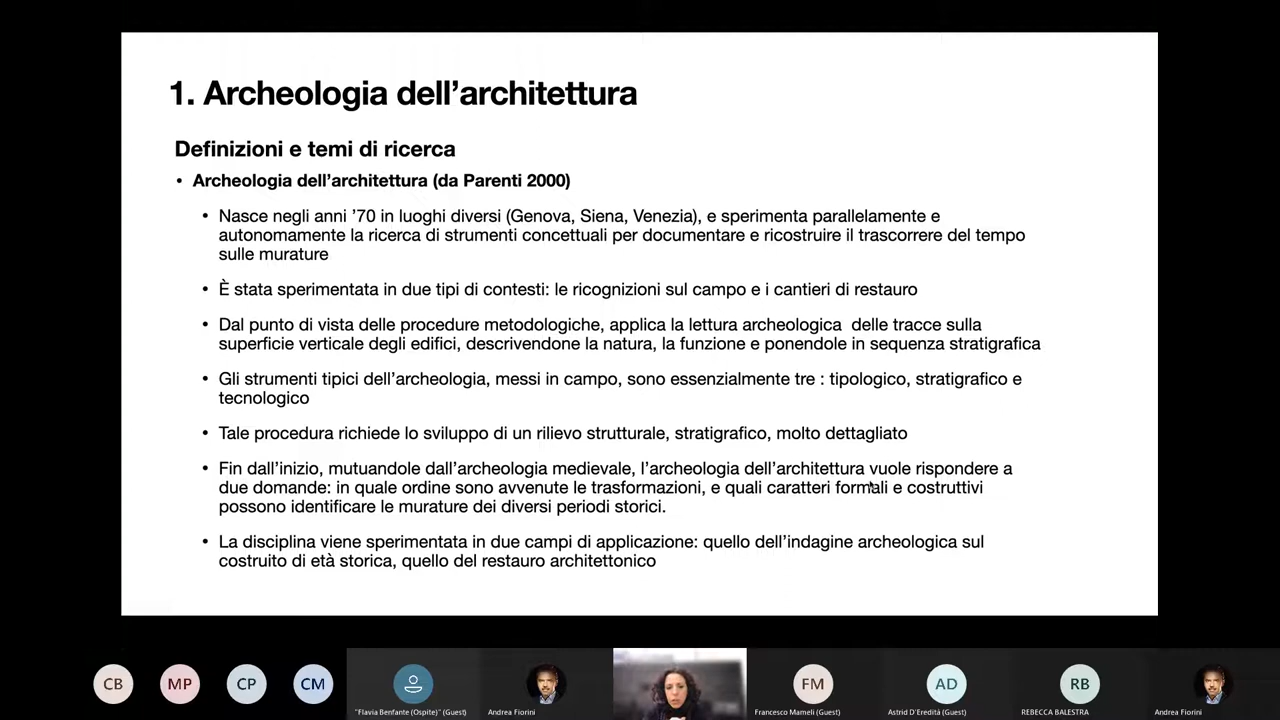 1. Archeologia dell’architettura
Definizioni e temi di ricerca
• Archeologia dell’architettura (da Parenti 2000)
• Nasce negli anni ’70 in luoghi diversi (Genova, Siena, Venezia), e sperimenta parallelamente e
autonomamente la ricerca di strumenti concettuali per documentare e ricostruire il trascorrere del tempo
sulle murature
• È stata sperimentata in due tipi di contesti: le ricognizioni sul campo e i cantieri di restauro
• Dal punto di vista delle procedure metodologiche, applica la lettura archeologica  delle tracce sulla
superficie verticale degli edifici, descrivendone la natura, la funzione e ponendole in sequenza stratigrafica
• Gli strumenti tipici dell’archeologia, messi in campo, sono essenzialmente tre : tipologico, stratigrafico e
tecnologico
• Tale procedura richiede lo sviluppo di un rilievo strutturale, stratigrafico, molto dettagliato
• Fin dall’inizio, mutuandole dall’archeologia medievale, l’archeologia dell’architettura vuole rispondere a
due domande: in quale ordine sono avvenute le trasformazioni, e quali caratteri formali e costruttivi
possono identificare le murature dei diversi periodi storici.
• La disciplina viene sperimentata in due campi di applicazione: quello dell’indagine archeologica sul
costruito di età storica, quello del restauro architettonico
CB MP CP CM FM AD RB
"Flavia Benfante (Ospite)" (Guest) Andrea Fiorini Francesco Mameli (Guest) Astrid D'Eredità (Guest) REBECCA BALESTRA Andrea Fiorini